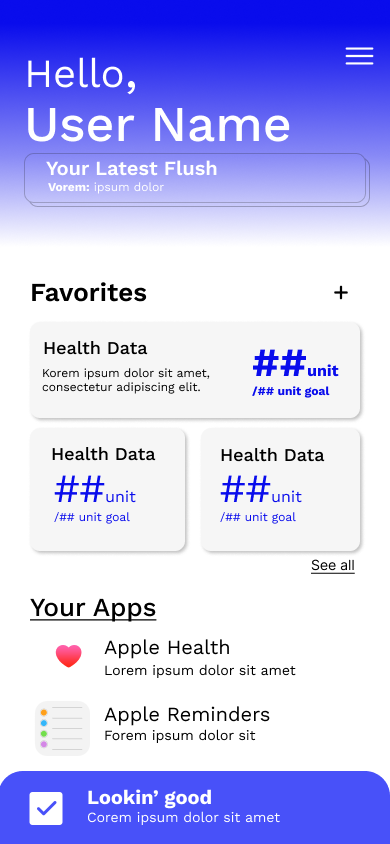 Hello,
User Name
Your Latest Flush
Vorem: ipsum dolor
Favorites +
Health Data
Korem ipsum dolor sit amet,
consectetur adipiscing elit.
##unit
/## unit goal
Health Data
##unit
/## unit goal
Health Data
##unit
/## unit goal
See all
Your Apps
Apple Health
Lorem ipsum dolor sit amet
Apple Reminders
Forem ipsum dolor sit
Lookin’ good
Corem ipsum dolor sit amet